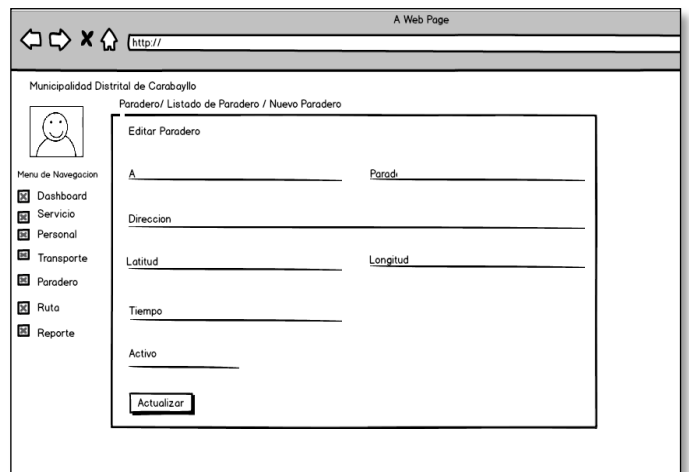 A Web Page
http://
Municipalidad Distrital de Carabayllo
Paradero/ Listado de Paradero / Nuevo Paradero
Editar Paradero
Menu de Navegacion
Dashboard
Servicio
Personal
Transporte
Paradero
Ruta
Reporte
A
Direccion
Latitud
Longitud
Tiempo
Activo
Actualizar